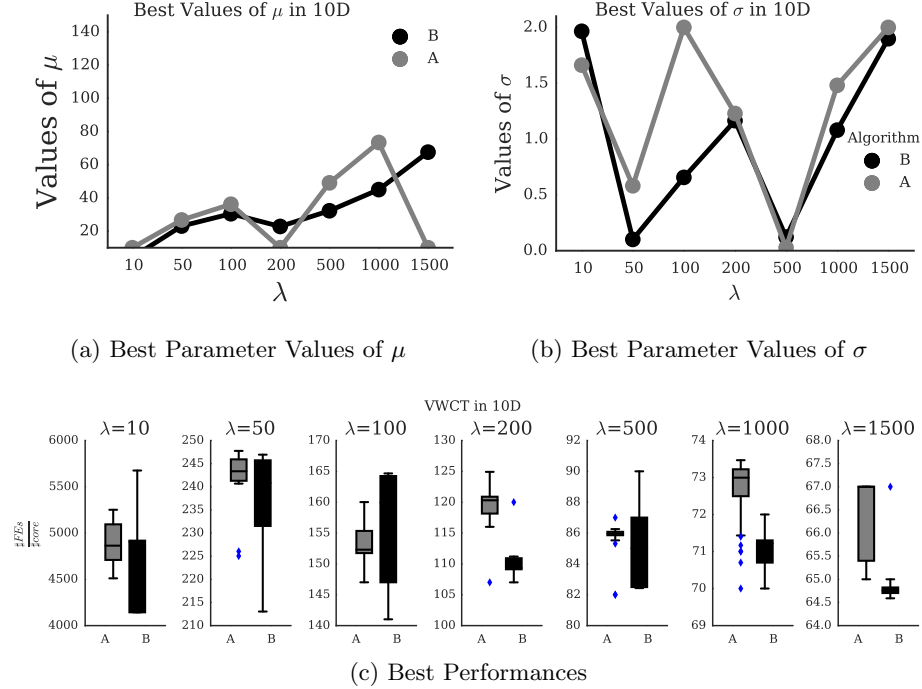 Best Values of μ in 10D
Values of μ
140
120
100
80
60
40
20
B
A
10 50 100 200 500 1000 1500
λ
(a) Best Parameter Values of μ
Best Values of σ in 10D
Values of σ
2.0
1.5
1.0
0.5
0.0
Algorithm
B
A
10 50 100 200 500 1000 1500
λ
(b) Best Parameter Values of σ
VWCT in 10D
♯FEs
♯core
λ=10
6000
5500
5000
4500
4000
A B
λ=50
250
245
240
235
230
225
220
215
210
A B
λ=100
170
165
160
155
150
145
140
A B
λ=200
130
125
120
115
110
105
100
A B
λ=500
92
90
88
86
84
82
80
A B
λ=1000
74
73
72
71
70
69
A B
λ=1500
68.0
67.5
67.0
66.5
66.0
65.5
65.0
64.5
64.0
A B
(c) Best Performances